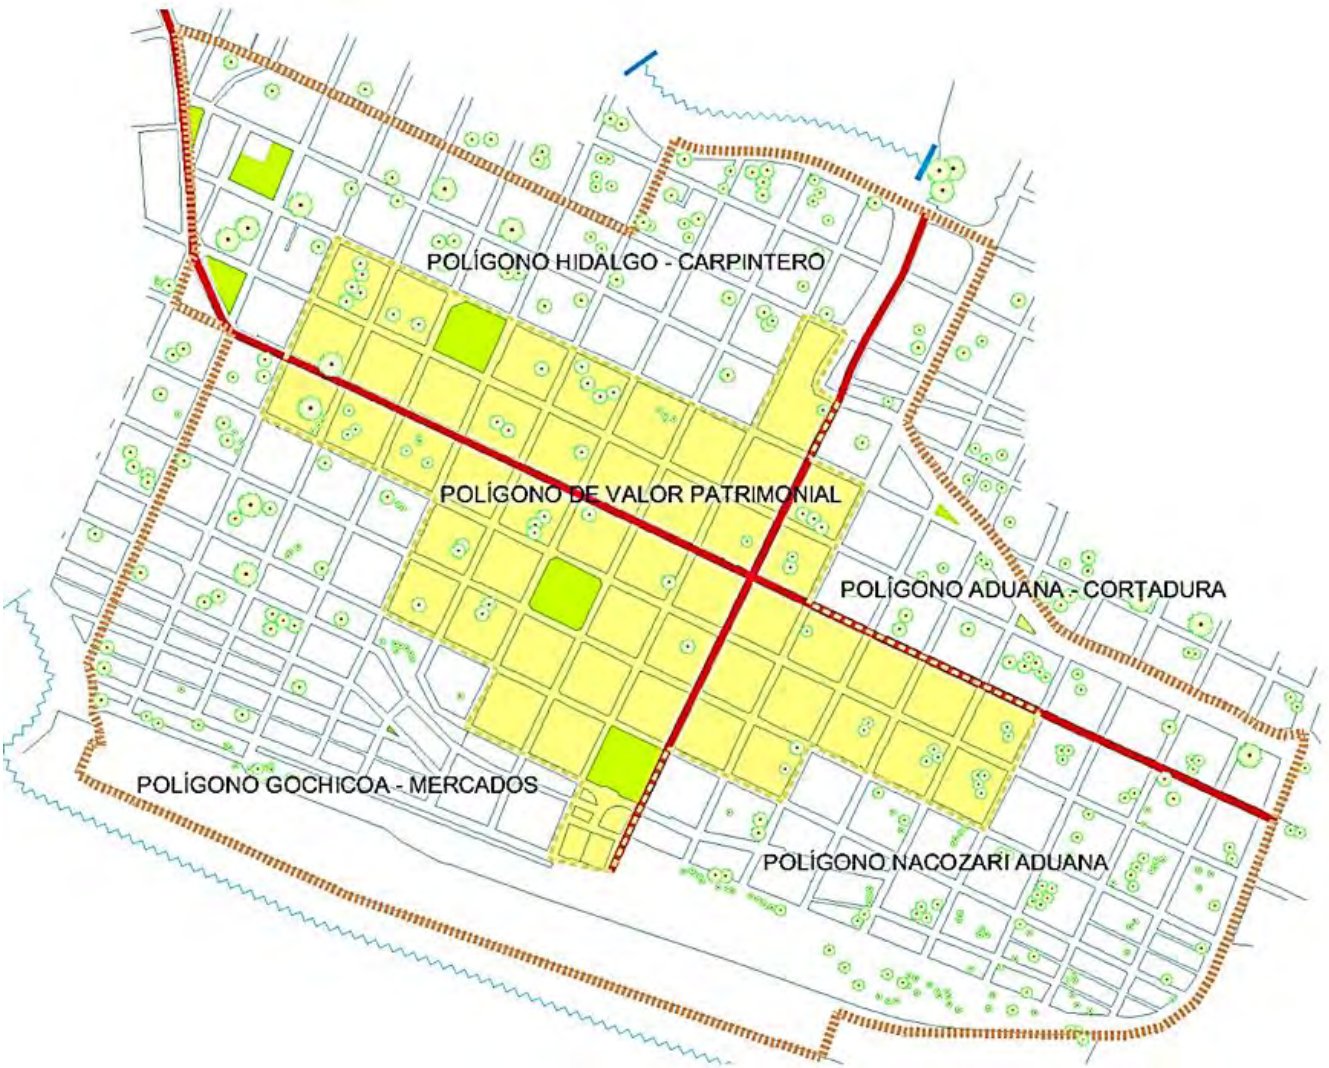 POLÍGONO HIDALGO - CARPINTERO
POLÍGONO DE VALOR PATRIMONIAL
POLÍGONO ADUANA - CORTADURA
POLÍGONO GOCHICOA - MERCADOS
POLÍGONO NACOZARI ADUANA